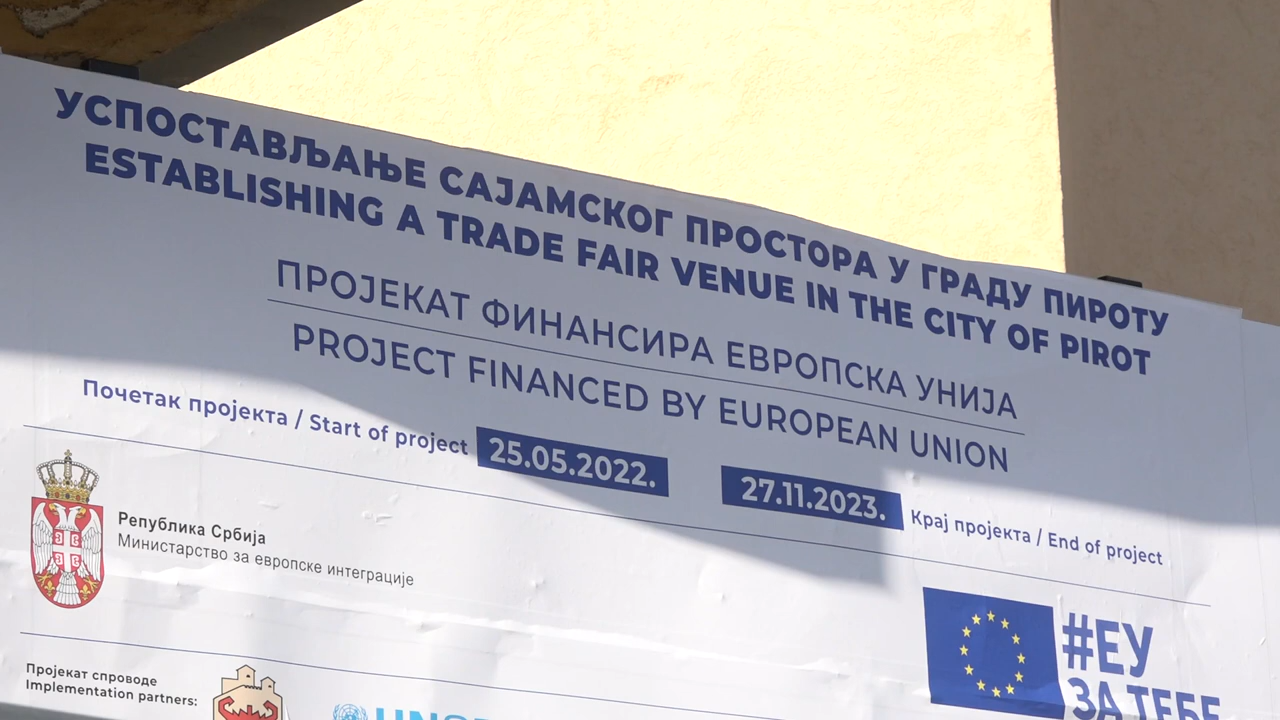 УСПОСТАВЉАЊЕ САЈАМСКОГ ПРОСТОРА У ГРАДУ ПИРОТУ
ESTABLISHING A TRADE FAIR VENUE IN THE CITY OF PIROT
ПРОЈЕКАТ ФИНАНСИРА ЕВРОПСКА УНИЈА
PROJECT FINANCED BY EUROPEAN UNION
Почетак пројекта / Start of project 25.05.2022. 27.11.2023. Крај пројекта / End of project
Република Србија
Министарство за европске интеграције
#ЕУ
ЗА ТЕБЕ
Пројекат спроводе
Implementation partners: